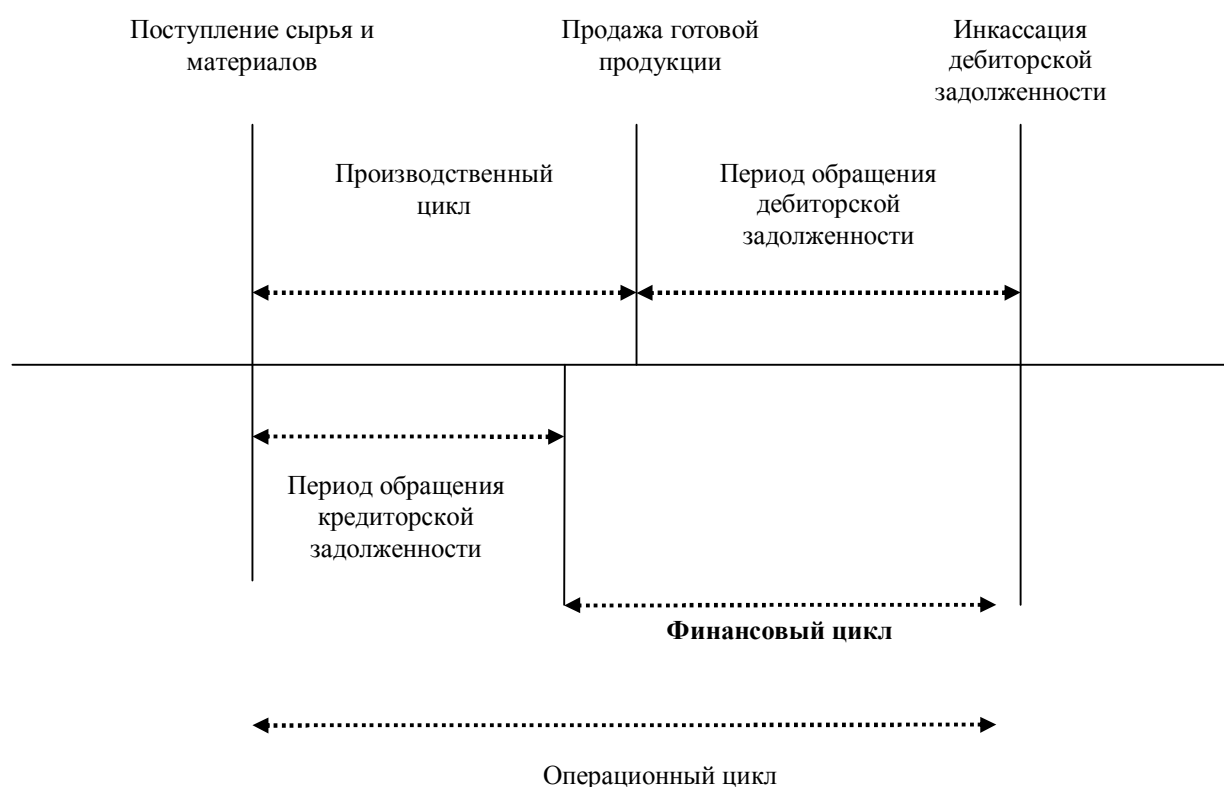 Поступление сырья и
материалов
Продажа готовой
продукции
Инкассация
дебиторской
задолженности
Производственный
цикл
Период обращения
дебиторской
задолженности
Период обращения
кредиторской
задолженности
Финансовый цикл
Операционный цикл